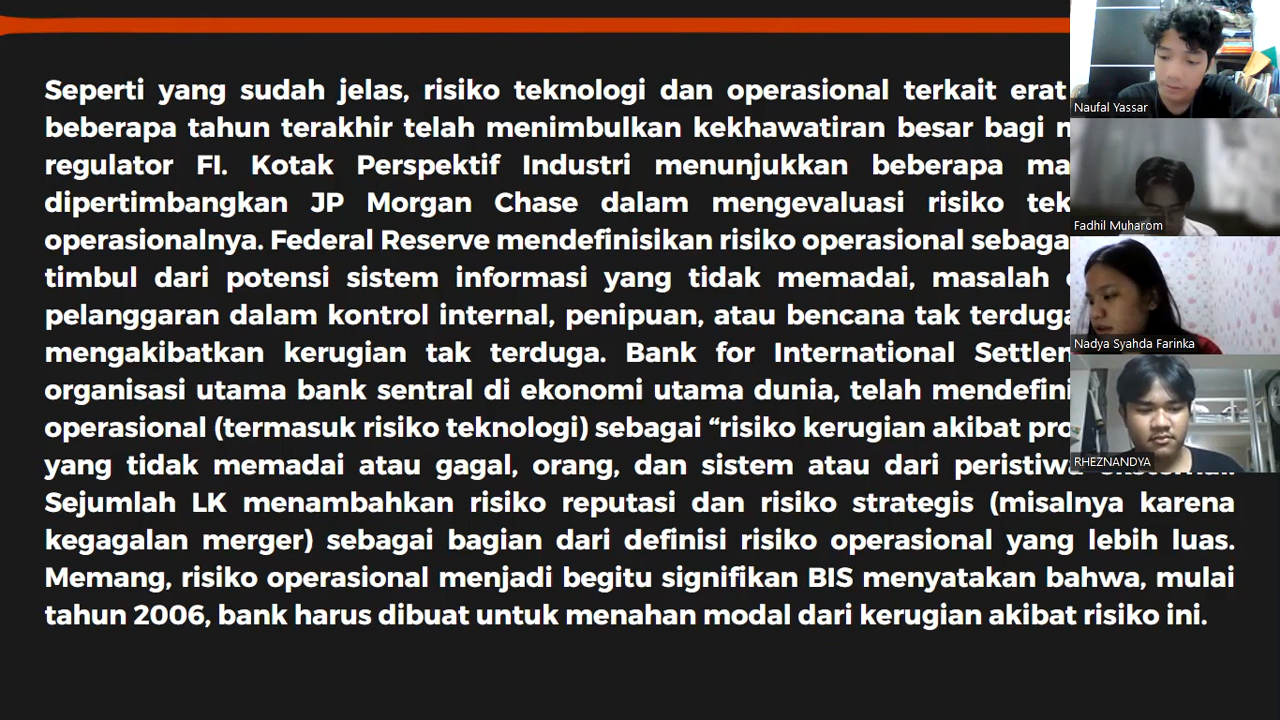 Seperti yang sudah jelas, risiko teknologi dan operasional terkait erat
beberapa tahun terakhir telah menimbulkan kekhawatiran besar bagi
regulator FI. Kotak Perspektif Industri menunjukkan beberapa
dipertimbangkan JP Morgan Chase dalam mengevaluasi risiko
operasionalnya. Federal Reserve mendefinisikan risiko operasional
timbul dari potensi sistem informasi yang tidak memadai, masalah
pelanggaran dalam kontrol internal, penipuan, atau bencana tak
mengakibatkan kerugian tak terduga. Bank for International
organisasi utama bank sentral di ekonomi utama dunia, telah
operasional (termasuk risiko teknologi) sebagai “risiko kerugian akibat
yang tidak memadai atau gagal, orang, dan sistem atau dari
Sejumlah LK menambahkan risiko reputasi dan risiko strategis (misalnya karena
kegagalan merger) sebagai bagian dari definisi risiko operasional yang lebih luas.
Memang, risiko operasional menjadi begitu signifikan BIS menyatakan bahwa, mulai
tahun 2006, bank harus dibuat untuk menahan modal dari kerugian akibat risiko ini.
Naufal Yassar
Fadhil Muharom
Nadya Syahda Farinka
RHEZNANDYA